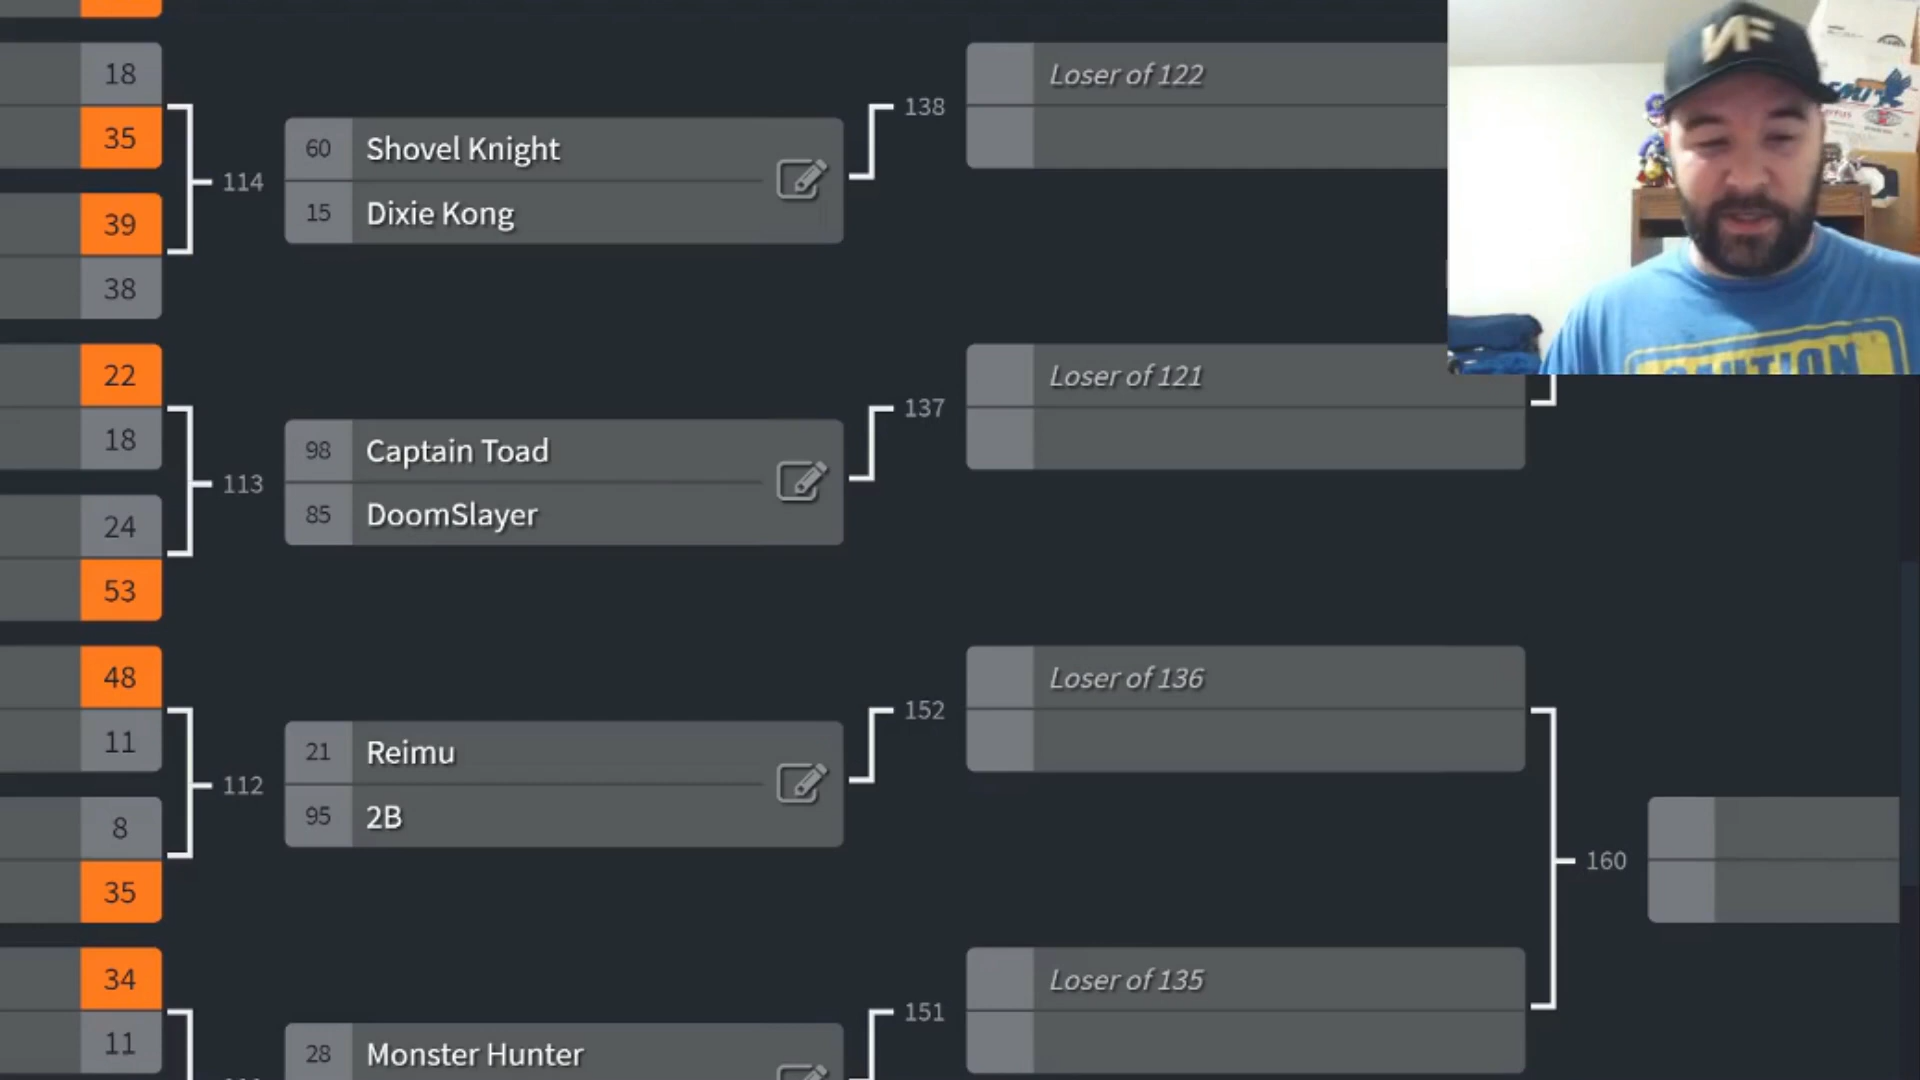 18
35
114
39
38
60 Shovel Knight
15 Dixie Kong
138
Loser of 122
22
18
113
24
53
98 Captain Toad
85 DoomSlayer
137
Loser of 121
48
11
112
8
35
21 Reimu
95 2B
152
Loser of 136
160
34
11
28 Monster Hunter
151
Loser of 135
NF
CAUTION